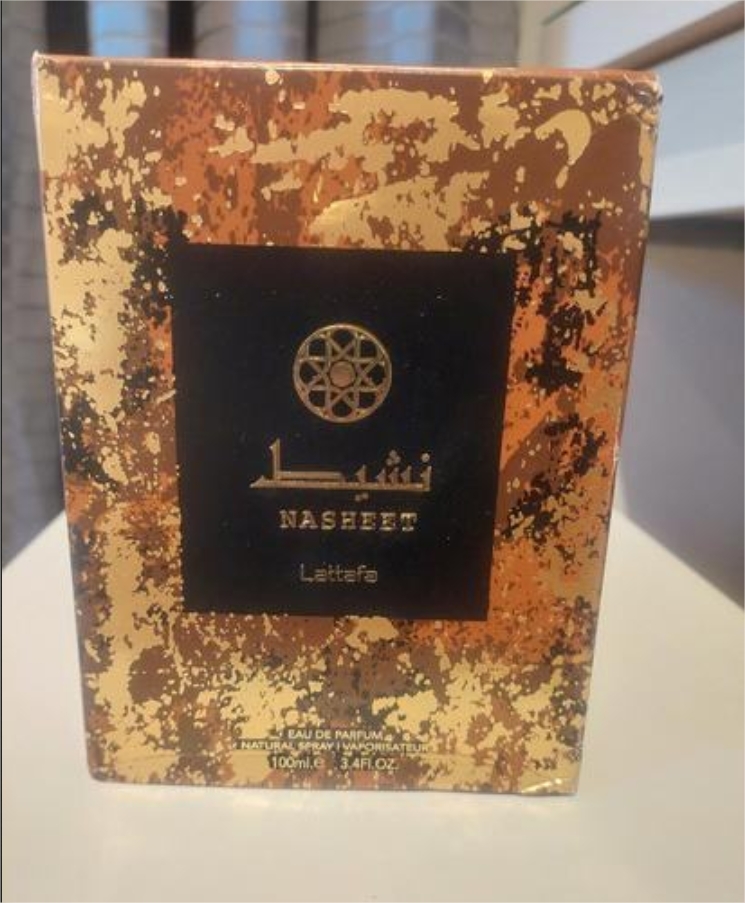 نشيط
NASHEET
Lattafa
EAU DE PARFUM
NATURAL SPRAY | VAPORISATEUR
100ml.e 3.4Fl.OZ.